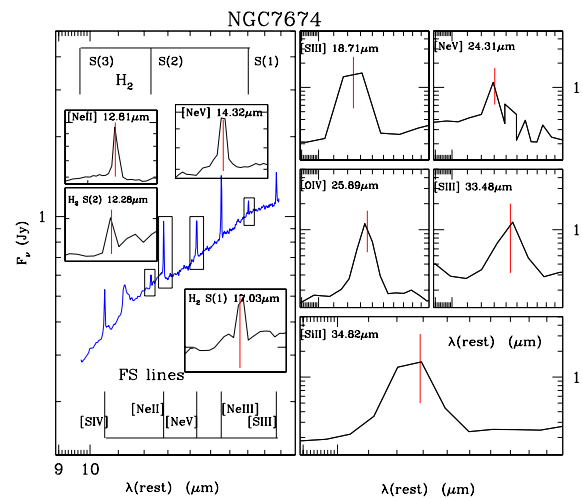 NGC7674
S(3) S(2) S(1)
H₂
[NeII] 12.81μm
[NeV] 14.32μm
H₂ S(2) 12.28μm
H₂ S(1) 17.03μm
1
Fᵥ (Jy)
FS lines
[SIV] [NeII] [NeV] [NeIII] [SIII]
9 10
λ(rest) (μm)
[SIII] 18.71μm
[NeV] 24.31μm
1
[OIV] 25.89μm
[SIII] 33.48μm
1
[SiII] 34.82μm
λ(rest) (μm)
1
λ(rest) (μm)